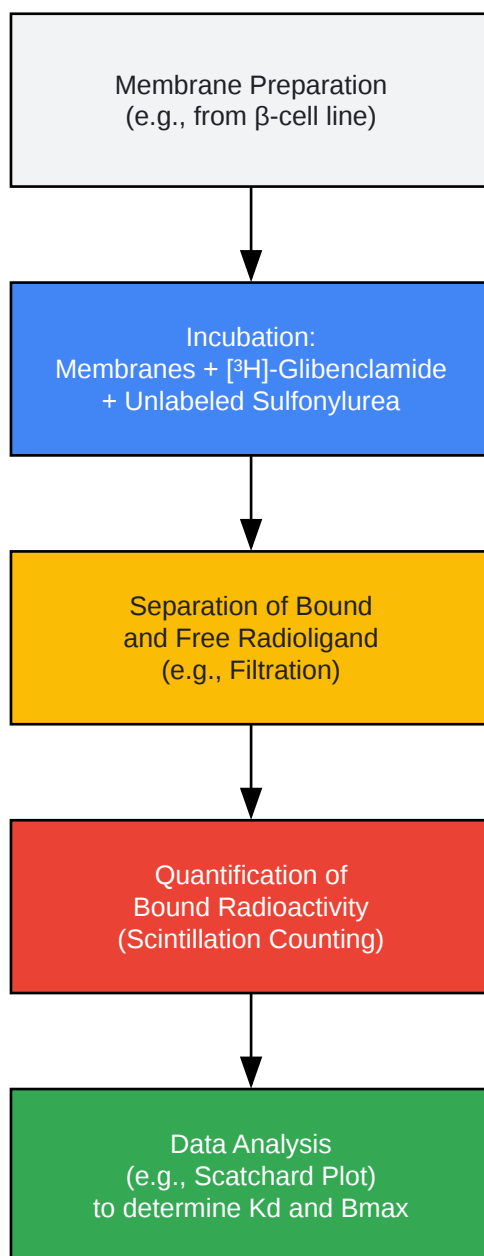 Membrane Preparation
(e.g., from β-cell line)
Incubation:
Membranes + [³H]-Glibenclamide
+ Unlabeled Sulfonylurea
Separation of Bound
and Free Radioligand
(e.g., Filtration)
Quantification of
Bound Radioactivity
(Scintillation Counting)
Data Analysis
(e.g., Scatchard Plot)
to determine Kd and Bmax